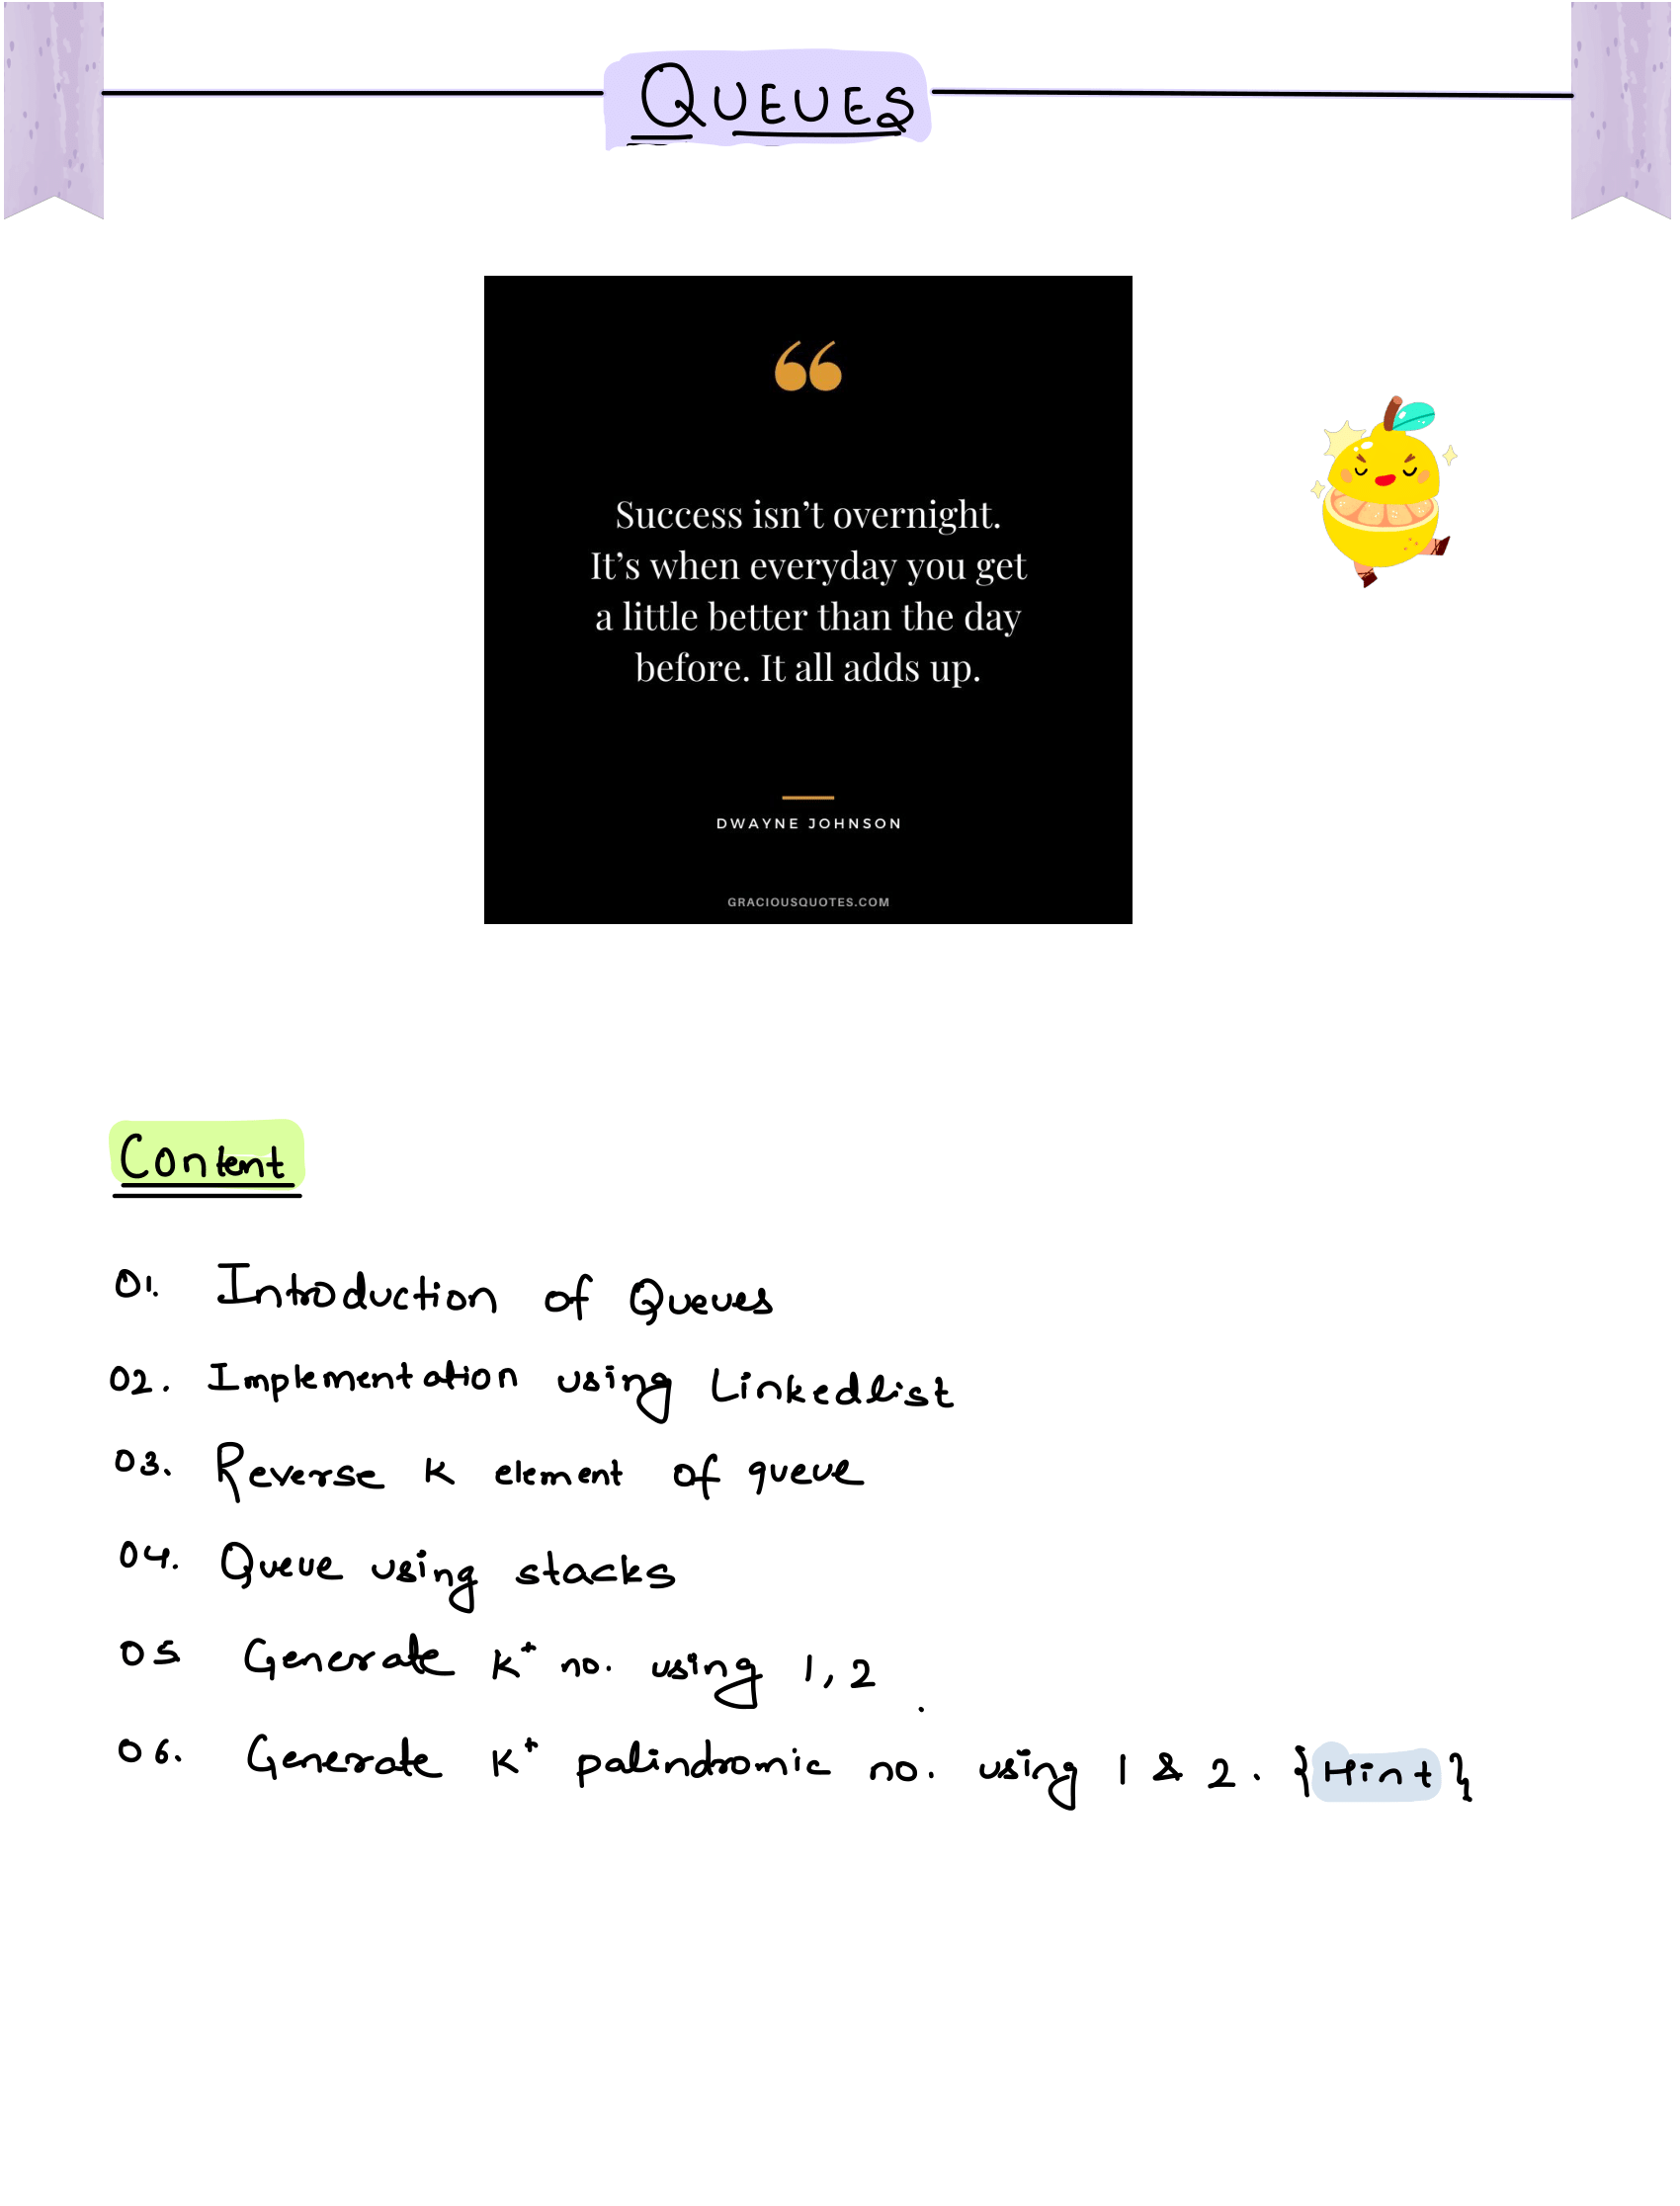 QUEUES
“
Success isn’t overnight.
It’s when everyday you get
a little better than the day
before. It all adds up.
DWAYNE JOHNSON
GRACIOUSQUOTES.COM
Content
01. Introduction of Queues
02. Implementation using Linkedlist
03. Reverse K element of queue
04. Queue using stacks
05 Generate Kᵗ no. using 1, 2 .
06. Generate Kᵗ palindromic no. using 1 & 2. {Hint}